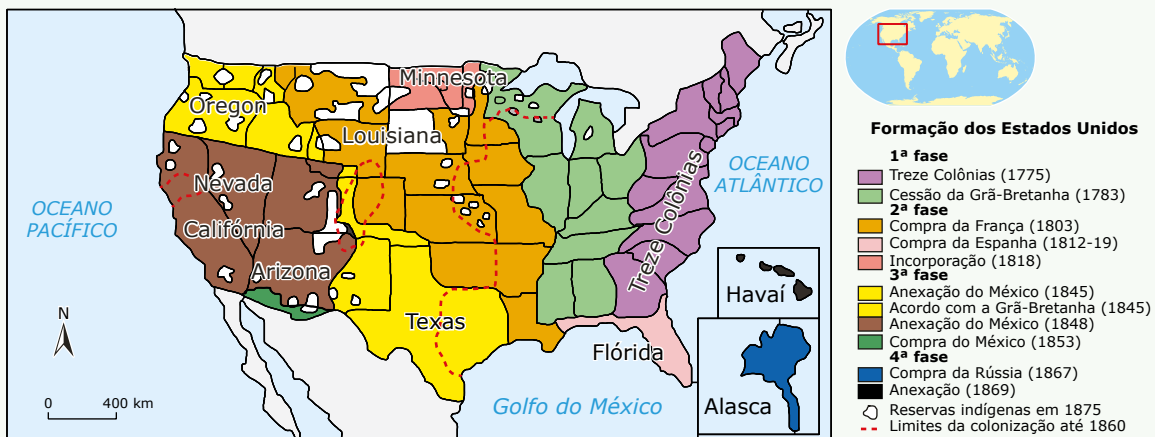 Minnesota
Oregon
Louisiana
Nevada
Califórnia
Arizona
Texas
Treze Colônias
Flórida
Havaí
Alasca
OCEANO
PACÍFICO
OCEANO
ATLÂNTICO
Golfo do México
N
0 400 km
Formação dos Estados Unidos
1ª fase
Treze Colônias (1775)
Cessão da Grã-Bretanha (1783)
2ª fase
Compra da França (1803)
Compra da Espanha (1812-19)
Incorporação (1818)
3ª fase
Anexação do México (1845)
Acordo com a Grã-Bretanha (1845)
Anexação do México (1848)
Compra do México (1853)
4ª fase
Compra da Rússia (1867)
Anexação (1869)
Reservas indígenas em 1875
Limites da colonização até 1860